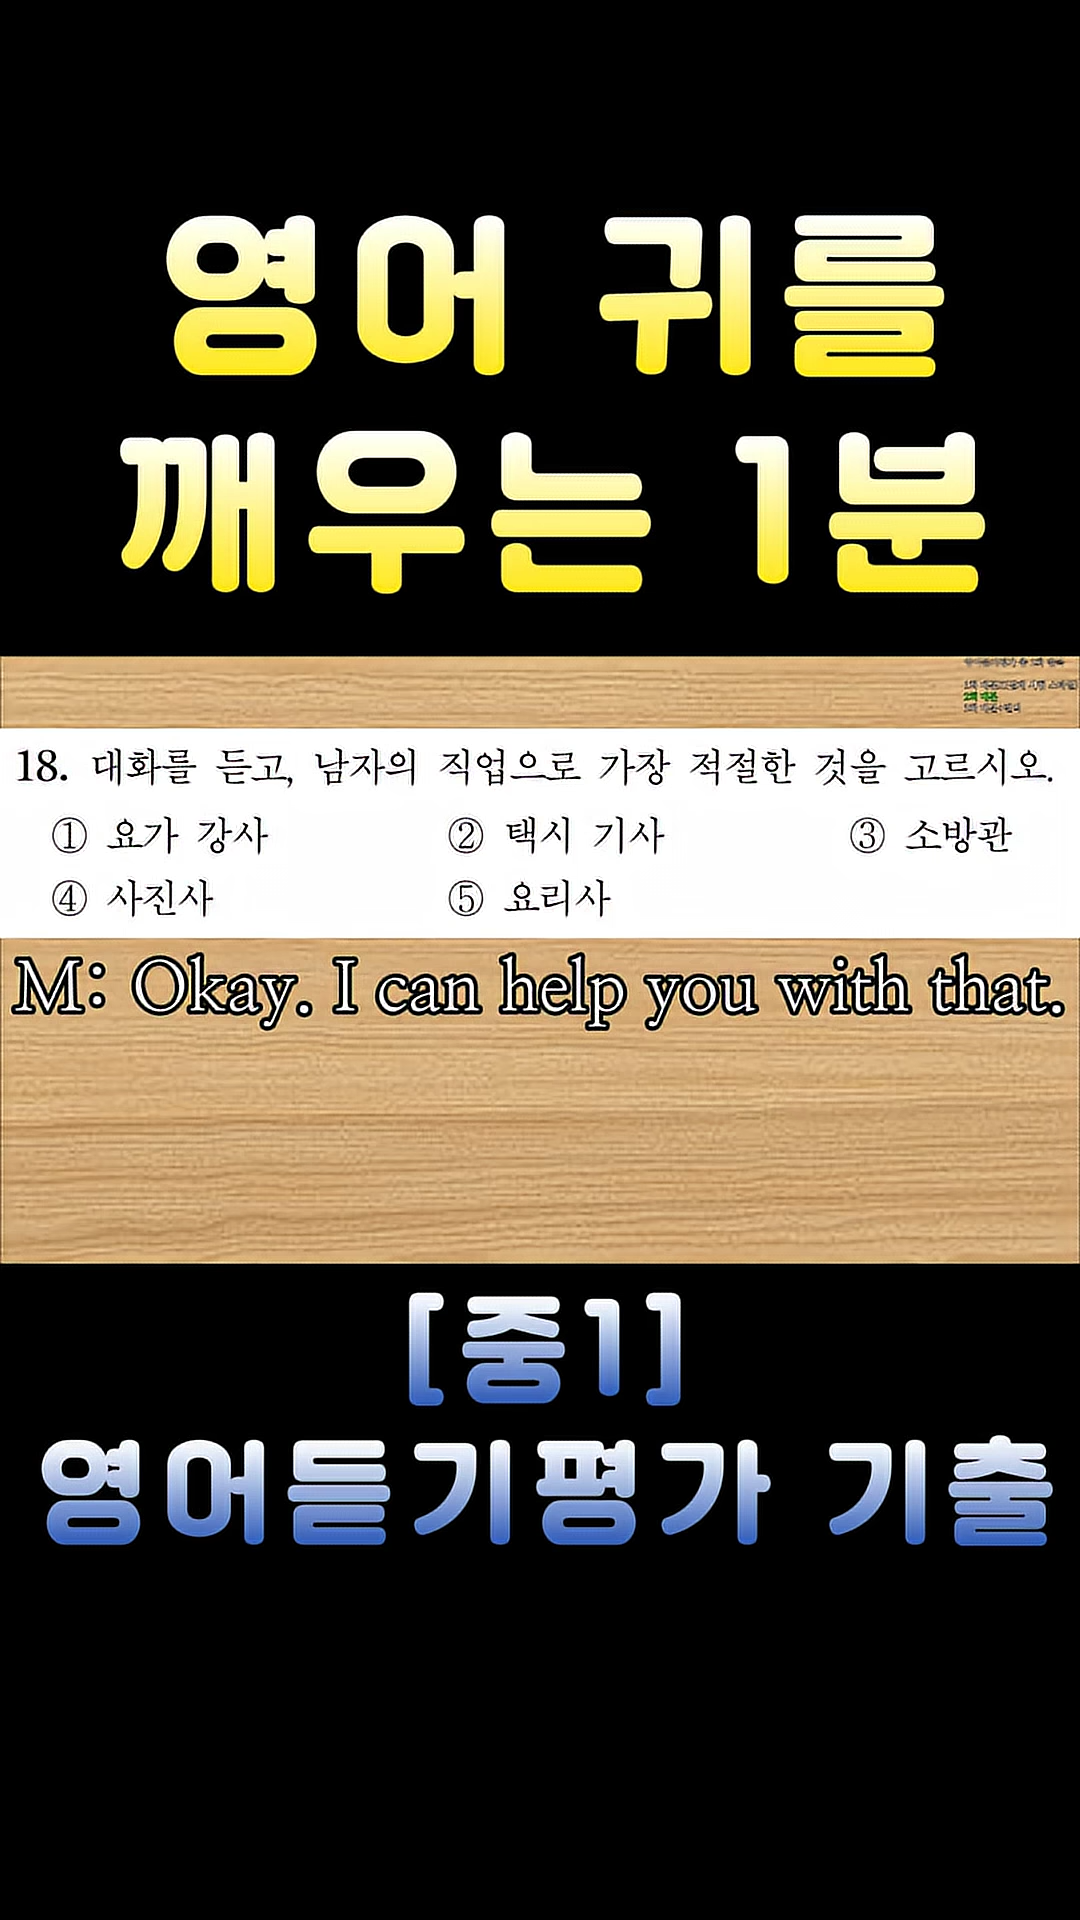 영어 귀를
깨우는 1분
18. 대화를 듣고, 남자의 직업으로 가장 적절한 것을 고르시오.
① 요가 강사 ② 택시 기사 ③ 소방관
④ 사진사 ⑤ 요리사
M: Okay. I can help you with that.
[중1]
영어듣기평가 기출